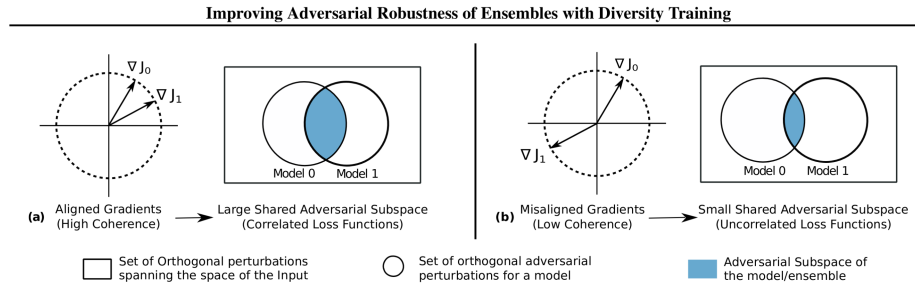 Improving Adversarial Robustness of Ensembles with Diversity Training
∇ J0
∇ J1
Model 0 Model 1
(a) Aligned Gradients
(High Coherence)
Large Shared Adversarial Subspace
(Correlated Loss Functions)
∇ J0
∇ J1
Model 0 Model 1
(b) Misaligned Gradients
(Low Coherence)
Small Shared Adversarial Subspace
(Uncorrelated Loss Functions)
Set of Orthogonal perturbations
spanning the space of the Input
Set of orthogonal adversarial
perturbations for a model
Adversarial Subspace of
the model/ensemble